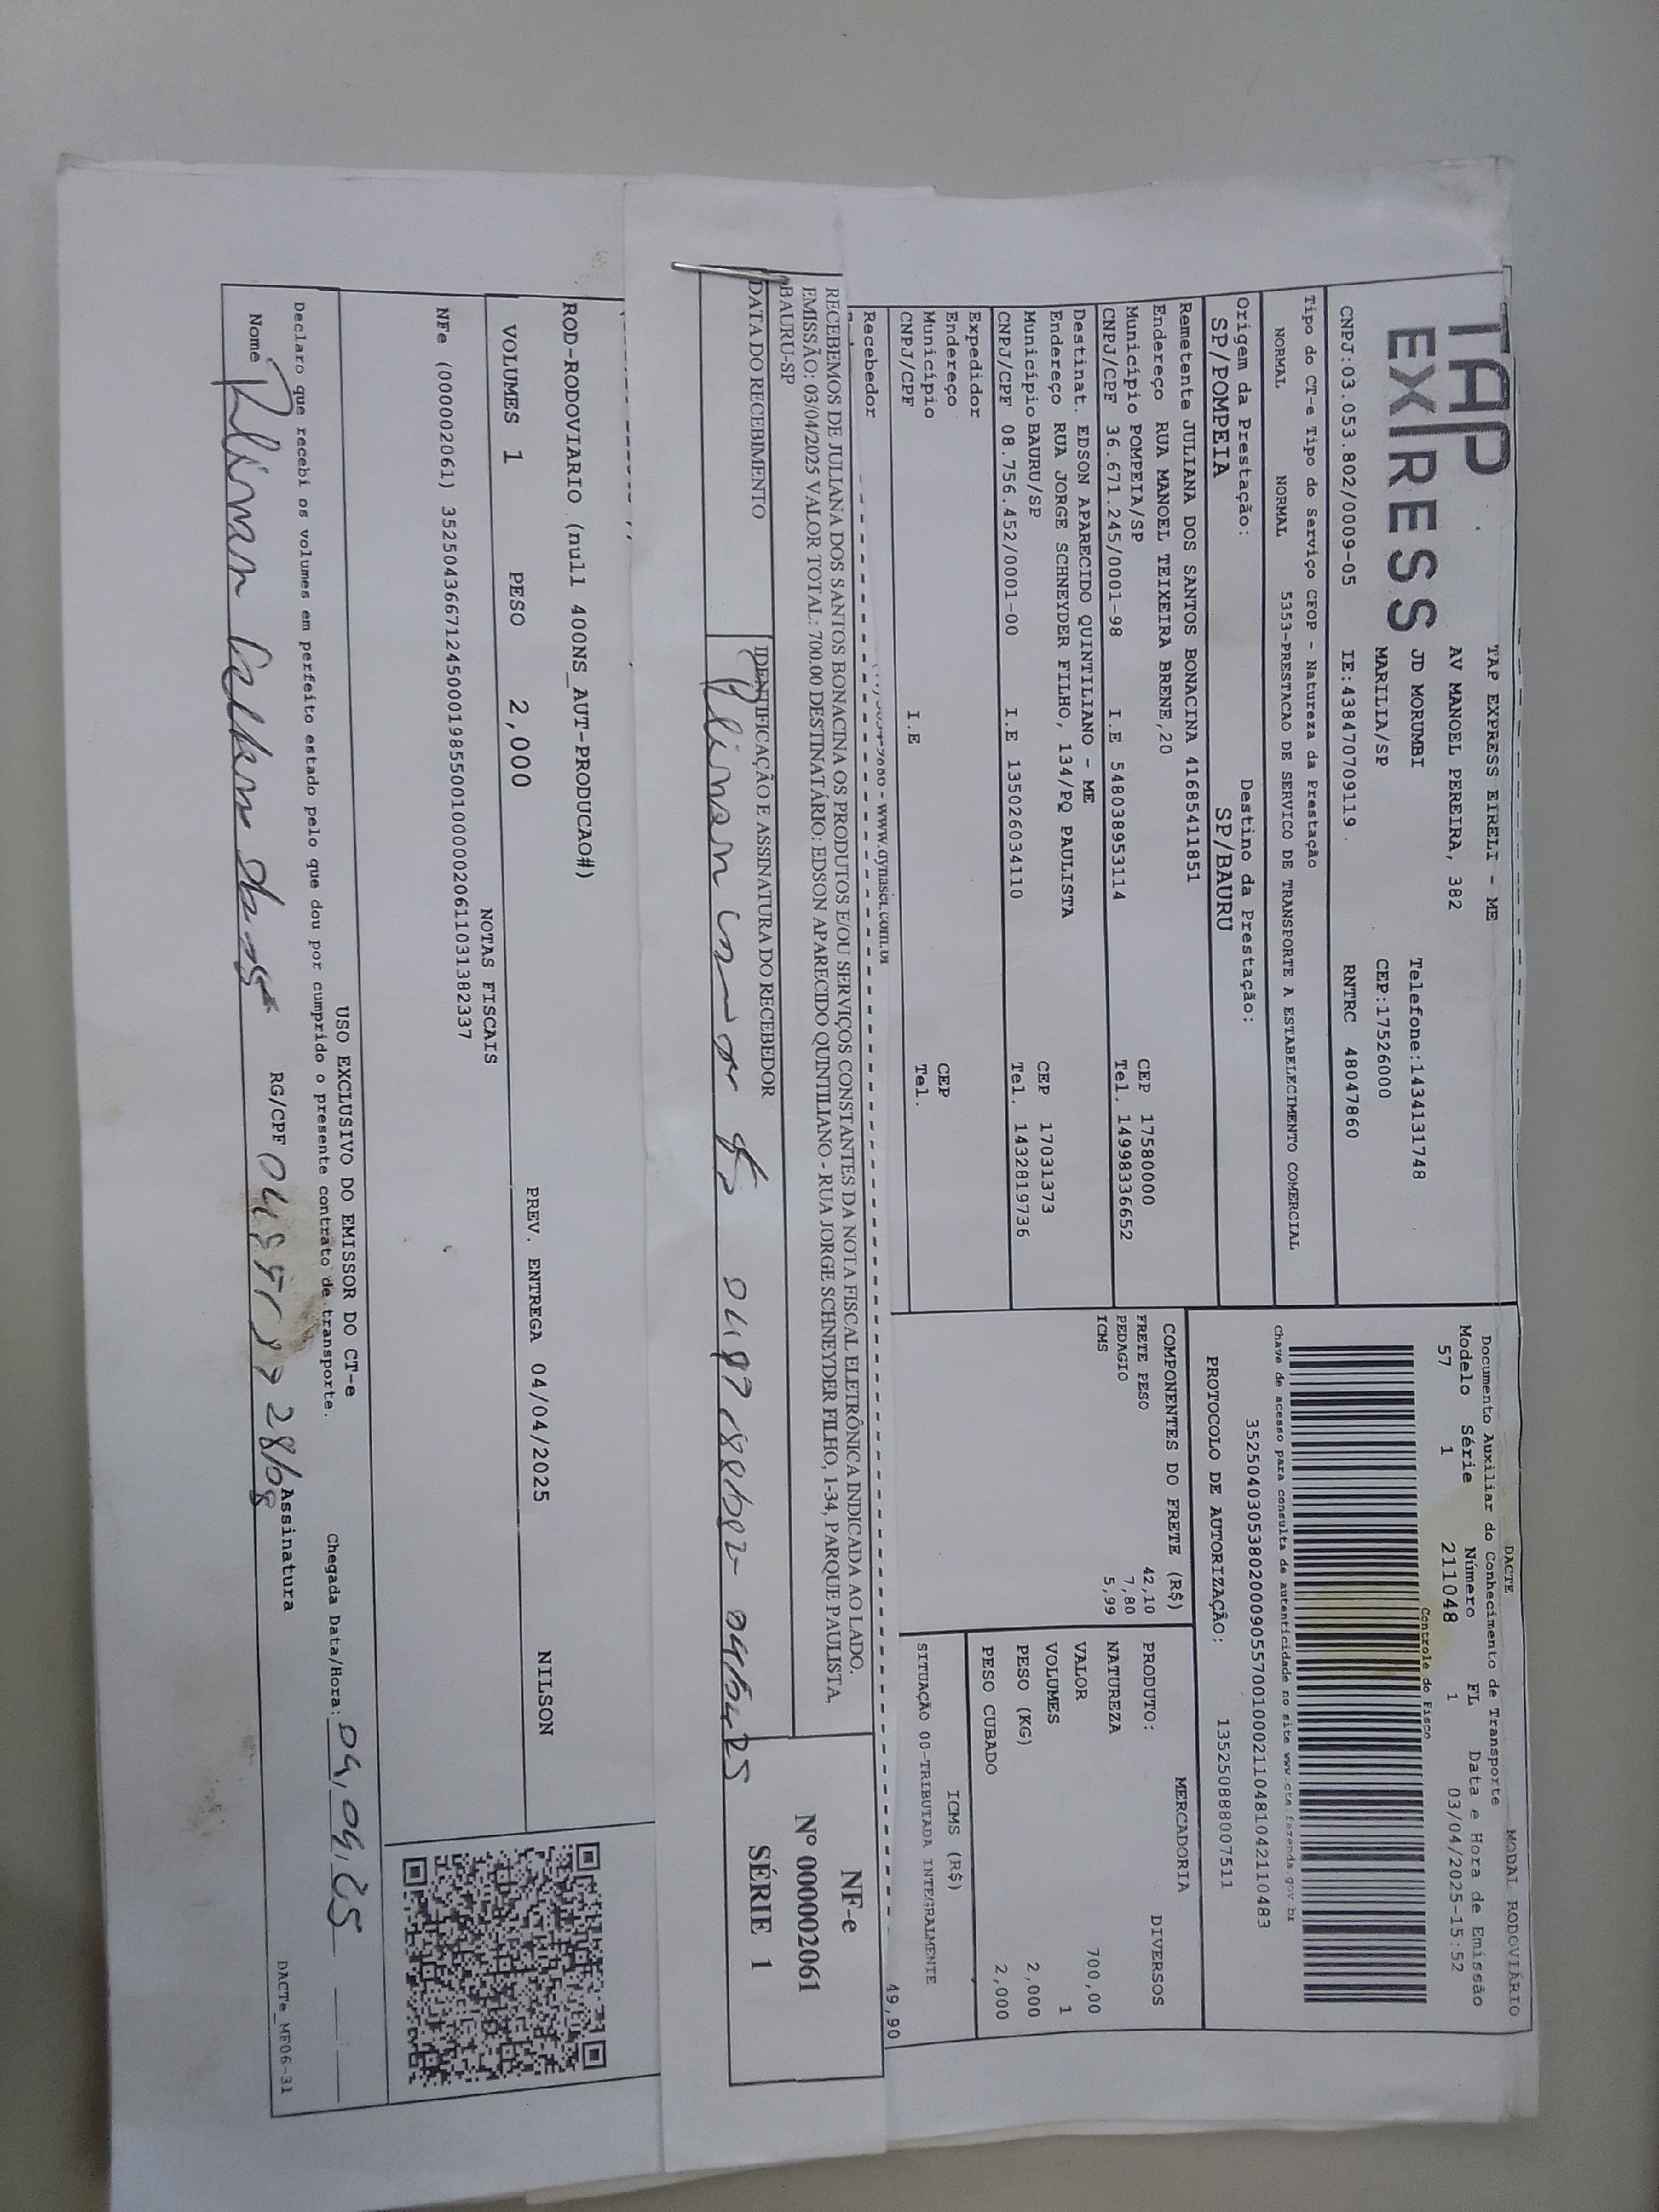 TAP
EXPRESS
TAP EXPRESS EIRELI - ME
AV MANOEL PEREIRA, 382
JD MORUMBI Telefone:1434131748
MARILIA/SP CEP:17526000
CNPJ:03.053.802/0009-05 IE:438470709119 RNTRC 48047860
Tipo do CT-e Tipo do Serviço CFOP - Natureza da Prestação
NORMAL NORMAL 5353-PRESTACAO DE SERVICO DE TRANSPORTE A ESTABELECIMENTO COMERCIAL
Origem da Prestação: Destino da Prestação:
SP/POMPEIA SP/BAURU
Remetente JULIANA DOS SANTOS BONACINA 41685411851
Endereço RUA MANOEL TEIXEIRA BRENE,20 CEP 17580000
Município POMPEIA/SP Tel. 14998336652
CNPJ/CPF 36.671.245/0001-98 I.E 548038953114
Destinat. EDSON APARECIDO QUINTILIANO - ME
Endereço RUA JORGE SCHNEYDER FILHO, 134/PQ PAULISTA
Município BAURU/SP CEP 17031373
CNPJ/CPF 08.756.452/0001-00 I.E 135026034110 Tel. 1432819736
Expedidor
Endereço CEP
Município Tel.
CNPJ/CPF I.E
Recebedor
DACTE MODAL RODOVIÁRIO
Documento Auxiliar do Conhecimento de Transporte
Modelo Série Número FL Data e Hora de Emissão
57 1 211048 1 03/04/2025-15:52
Controle do Fisco
Chave de acesso para consulta de autenticidade no site www.cte.fazenda.gov.br
35250403053802000905570010002110481042110483
PROTOCOLO DE AUTORIZAÇÃO: 135250888007511
COMPONENTES DO FRETE (R$)
FRETE PESO 42,10
PEDAGIO 7,80
ICMS 5,99
MERCADORIA
PRODUTO: DIVERSOS
NATUREZA
VALOR 700,00
VOLUMES 1
PESO (KG) 2,000
PESO CUBADO 2,000
ICMS (R$)
SITUAÇÃO 00-TRIBUTADA INTEGRALMENTE
49,90
- www.dynaset.com.br
RECEBEMOS DE JULIANA DOS SANTOS BONACINA OS PRODUTOS E/OU SERVIÇOS CONSTANTES DA NOTA FISCAL ELETRÔNICA INDICADA AO LADO.
EMISSÃO: 03/04/2025 VALOR TOTAL: 700.00 DESTINATÁRIO: EDSON APARECIDO QUINTILIANO - RUA JORGE SCHNEYDER FILHO, 1-34, PARQUE PAULISTA,
BAURU-SP
DATA DO RECEBIMENTO IDENTIFICAÇÃO E ASSINATURA DO RECEBEDOR
NF-e
Nº 000002061
SÉRIE 1
ROD-RODOVIARIO (null 400NS_AUT-PRODUCAO#)
VOLUMES 1 PESO 2,000 PREV. ENTREGA 04/04/2025 NILSON
NOTAS FISCAIS
NFe (000002061) 35250436671245000198550010000020611031382337
USO EXCLUSIVO DO EMISSOR DO CT-e
Declaro que recebi os volumes em perfeito estado pelo que dou por cumprido o presente contrato de transporte. Chegada Data/Hora:
Nome RG/CPF Assinatura
DACTe_MF06-31